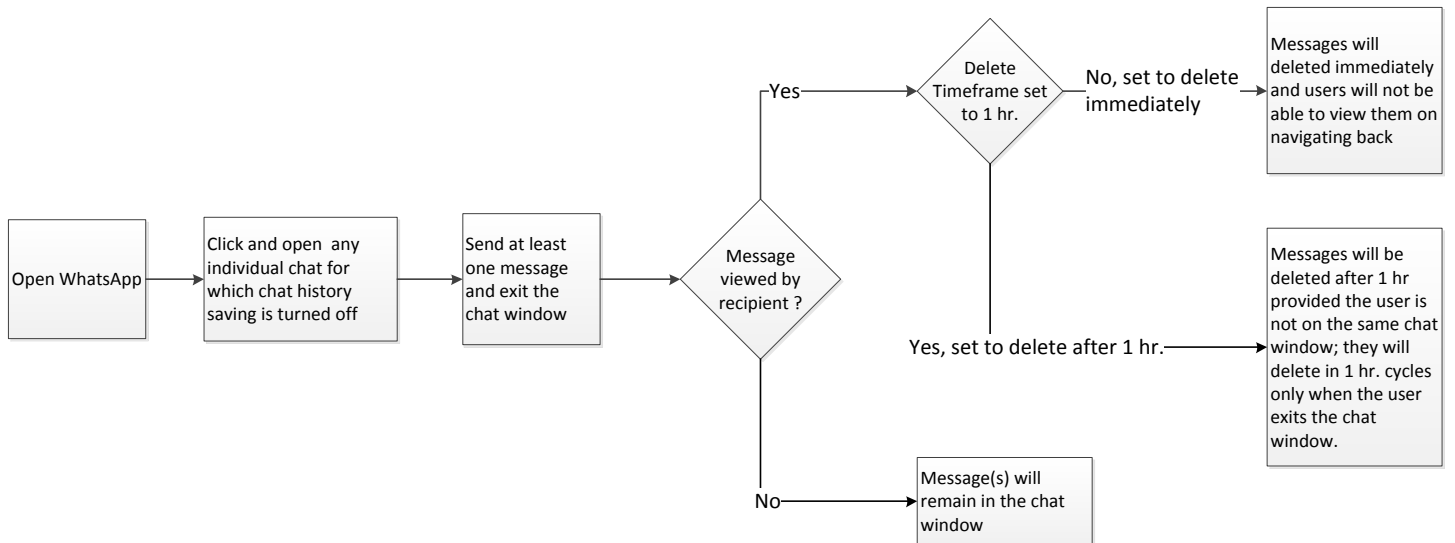 Open WhatsApp
Click and open any
individual chat for
which chat history
saving is turned off
Send at least
one message
and exit the
chat window
Message
viewed by
recipient ?
Yes
Delete
Timeframe set
to 1 hr.
No, set to delete
immediately
Messages will
deleted immediately
and users will not be
able to view them on
navigating back
Yes, set to delete after 1 hr.
Messages will be
deleted after 1 hr
provided the user is
not on the same chat
window; they will
delete in 1 hr. cycles
only when the user
exits the chat
window.
No
Message(s) will
remain in the chat
window